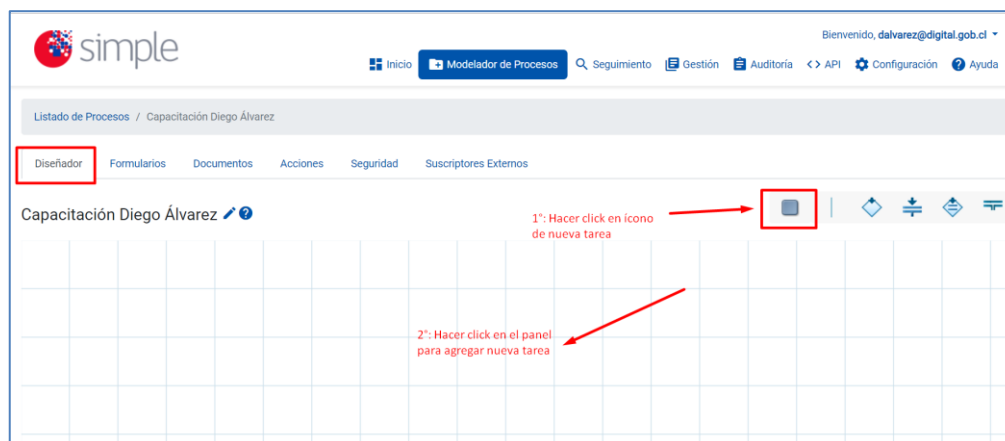 simple
Bienvenido, dalvarez@digital.gob.cl
Inicio Modelador de Procesos Seguimiento Gestión Auditoría <> API Configuración ? Ayuda
Listado de Procesos / Capacitación Diego Álvarez
Diseñador Formularios Documentos Acciones Seguridad Suscriptores Externos
Capacitación Diego Álvarez ?
1°: Hacer click en ícono
de nueva tarea
2°: Hacer click en el panel
para agregar nueva tarea